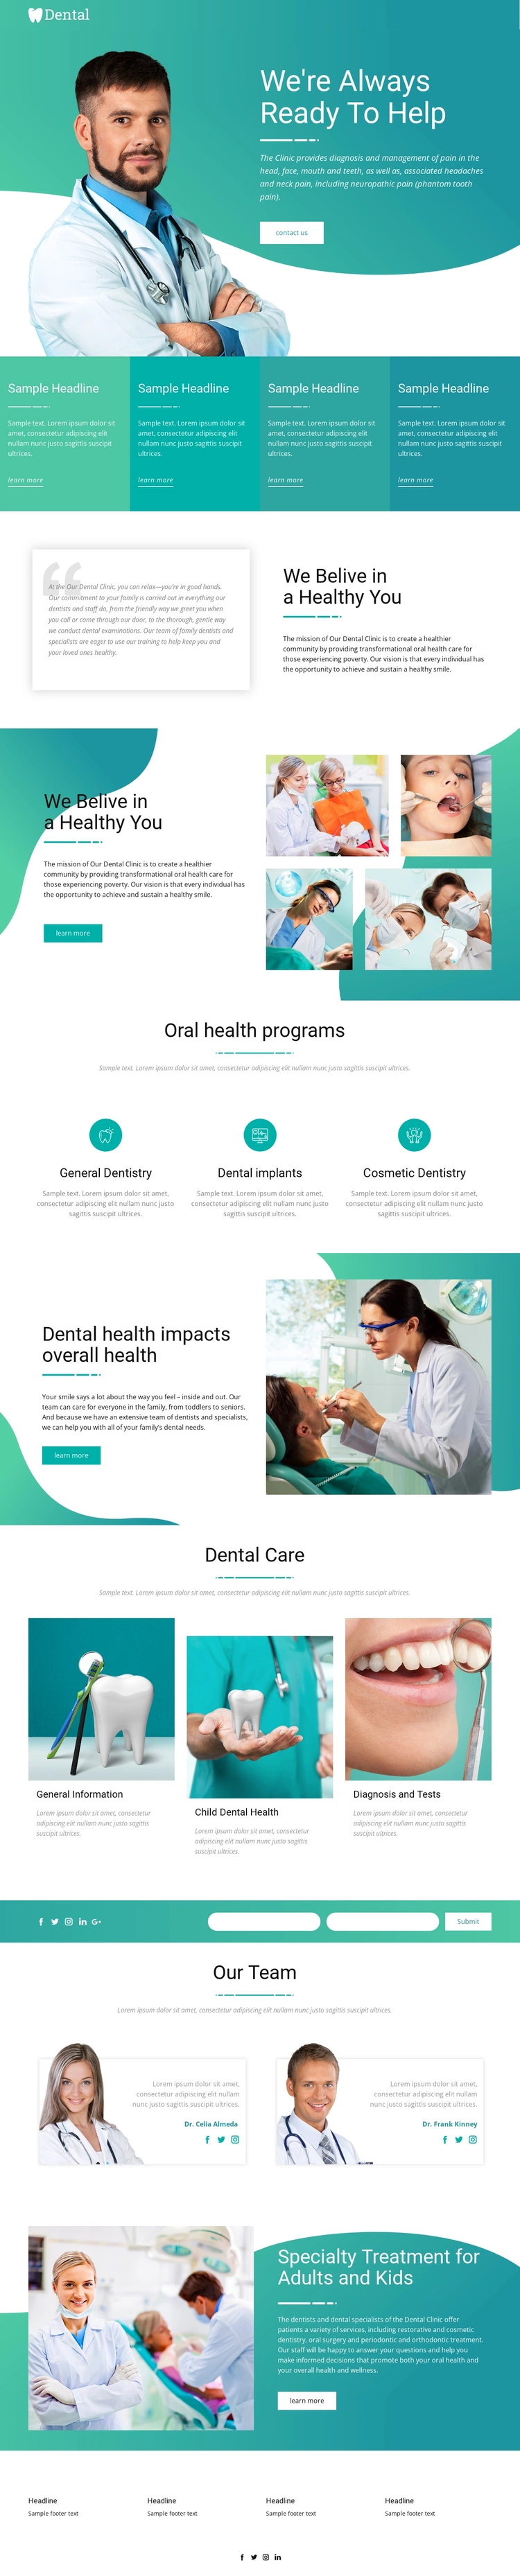 Dental
We're Always
Ready To Help
The Clinic provides diagnosis and management of pain in the
head, face, mouth and teeth, as well as, associated headaches
and neck pain, including neuropathic pain (phantom tooth
pain).
contact us
Sample Headline
Sample text. Lorem ipsum dolor sit
amet, consectetur adipiscing elit
nullam nunc justo sagittis suscipit
ultrices.
learn more
Sample Headline
Sample text. Lorem ipsum dolor sit
amet, consectetur adipiscing elit
nullam nunc justo sagittis suscipit
ultrices.
learn more
Sample Headline
Sample text. Lorem ipsum dolor sit
amet, consectetur adipiscing elit
nullam nunc justo sagittis suscipit
ultrices.
learn more
Sample Headline
Sample text. Lorem ipsum dolor sit
amet, consectetur adipiscing elit
nullam nunc justo sagittis suscipit
ultrices.
learn more
“
At the Our Dental Clinic, you can relax—you're in good hands.
Our commitment to your family is carried out in everything our
dentists and staff do, from the friendly way we greet you when
you call or come through our door, to the thorough, gentle way
we conduct dental examinations. Our team of family dentists and
specialists are eager to use our training to help keep you and
your loved ones healthy.
We Belive in
a Healthy You
The mission of Our Dental Clinic is to create a healthier
community by providing transformational oral health care for
those experiencing poverty. Our vision is that every individual has
the opportunity to achieve and sustain a healthy smile.
We Belive in
a Healthy You
The mission of Our Dental Clinic is to create a healthier
community by providing transformational oral health care for
those experiencing poverty. Our vision is that every individual has
the opportunity to achieve and sustain a healthy smile.
learn more
Oral health programs
Sample text. Lorem ipsum dolor sit amet, consectetur adipiscing elit nullam nunc justo sagittis suscipit ultrices.
General Dentistry
Sample text. Lorem ipsum dolor sit amet,
consectetur adipiscing elit nullam nunc justo
sagittis suscipit ultrices.
Dental implants
Sample text. Lorem ipsum dolor sit amet,
consectetur adipiscing elit nullam nunc justo
sagittis suscipit ultrices.
Cosmetic Dentistry
Sample text. Lorem ipsum dolor sit amet,
consectetur adipiscing elit nullam nunc justo
sagittis suscipit ultrices.
Dental health impacts
overall health
Your smile says a lot about the way you feel – inside and out. Our
team can care for everyone in the family, from toddlers to seniors.
And because we have an extensive team of dentists and specialists,
we can help you with all of your family's dental needs.
learn more
Dental Care
Sample text. Lorem ipsum dolor sit amet, consectetur adipiscing elit nullam nunc justo sagittis suscipit ultrices.
General Information
Lorem ipsum dolor sit amet, consectetur
adipiscing elit nullam nunc justo sagittis
suscipit ultrices.
Child Dental Health
Lorem ipsum dolor sit amet, consectetur
adipiscing elit nullam nunc justo sagittis
suscipit ultrices.
Diagnosis and Tests
Lorem ipsum dolor sit amet, consectetur
adipiscing elit nullam nunc justo sagittis
suscipit ultrices.
Submit
Our Team
Lorem ipsum dolor sit amet, consectetur adipiscing elit nullam nunc justo sagittis suscipit ultrices.
Lorem ipsum dolor sit amet,
consectetur adipiscing elit nullam
nunc justo sagittis suscipit ultrices.
Dr. Celia Almeda
Lorem ipsum dolor sit amet,
consectetur adipiscing elit nullam
nunc justo sagittis suscipit ultrices.
Dr. Frank Kinney
Specialty Treatment for
Adults and Kids
The dentists and dental specialists of the Dental Clinic offer
patients a variety of services, including restorative and cosmetic
dentistry, oral surgery and periodontic and orthodontic treatment.
Our staff will be happy to answer your questions and help you
make informed decisions that promote both your oral health and
your overall health and wellness.
learn more
Headline
Sample footer text
Headline
Sample footer text
Headline
Sample footer text
Headline
Sample footer text